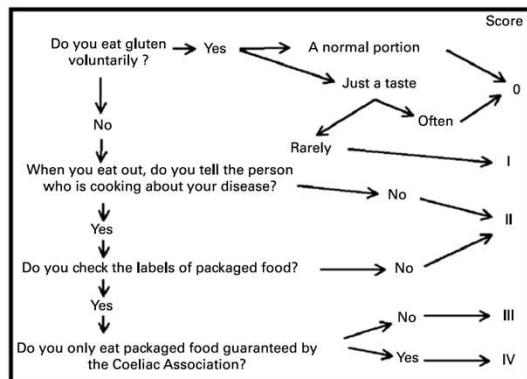 Score
Do you eat gluten
voluntarily ?
Yes
A normal portion
Just a taste
0
Often
No
Rarely
I
When you eat out, do you tell the person
who is cooking about your disease?
No
II
Yes
Do you check the labels of packaged food?
No
Yes
No
III
Do you only eat packaged food guaranteed by
the Coeliac Association?
Yes
IV